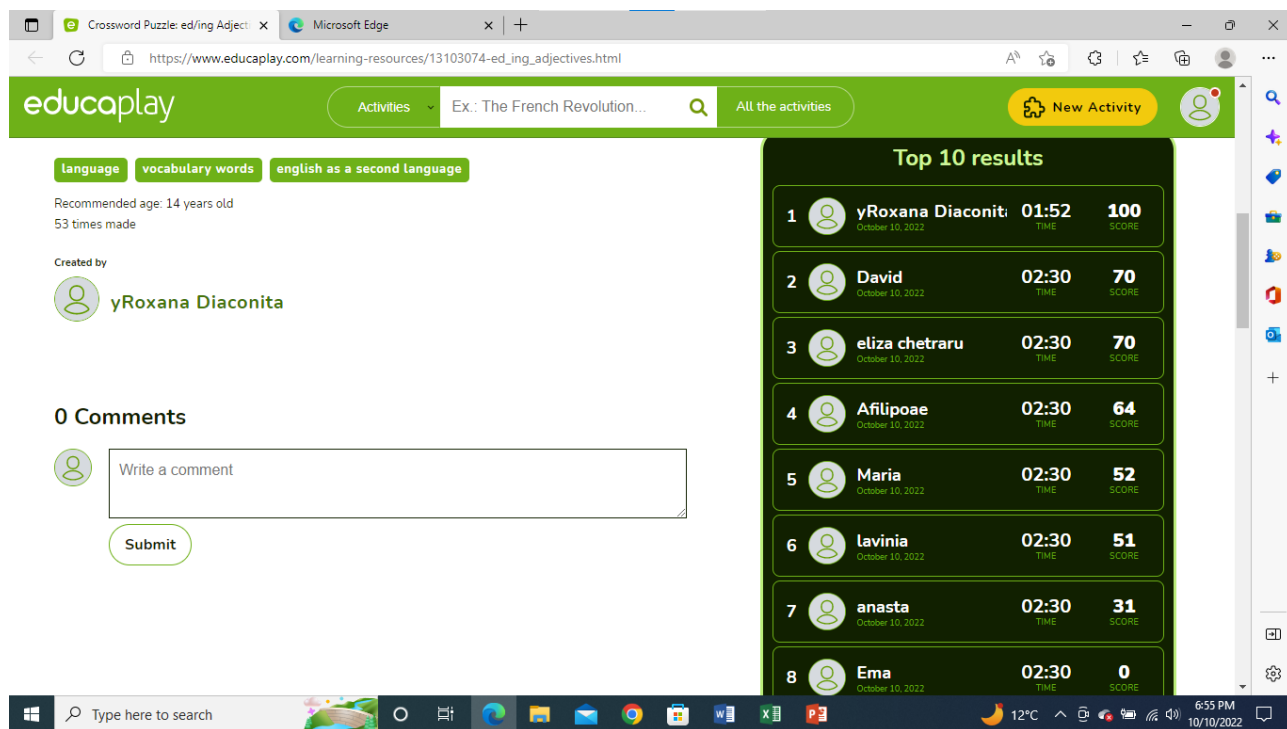 Crossword Puzzle: ed/ing Adject
Microsoft Edge
https://www.educaplay.com/learning-resources/13103074-ed_ing_adjectives.html
educaplay
Activities
Ex.: The French Revolution...
All the activities
New Activity
language vocabulary words english as a second language
Recommended age: 14 years old
53 times made
Created by
yRoxana Diaconita
0 Comments
Write a comment
Submit
Top 10 results
1 yRoxana Diaconita 01:52 100
October 10, 2022 TIME SCORE
2 David 02:30 70
October 10, 2022 TIME SCORE
3 eliza chetraru 02:30 70
October 10, 2022 TIME SCORE
4 Afilipoae 02:30 64
October 10, 2022 TIME SCORE
5 Maria 02:30 52
October 10, 2022 TIME SCORE
6 lavinia 02:30 51
October 10, 2022 TIME SCORE
7 anasta 02:30 31
October 10, 2022 TIME SCORE
8 Ema 02:30 0
October 10, 2022 TIME SCORE
Type here to search
12°C
6:55 PM
10/10/2022